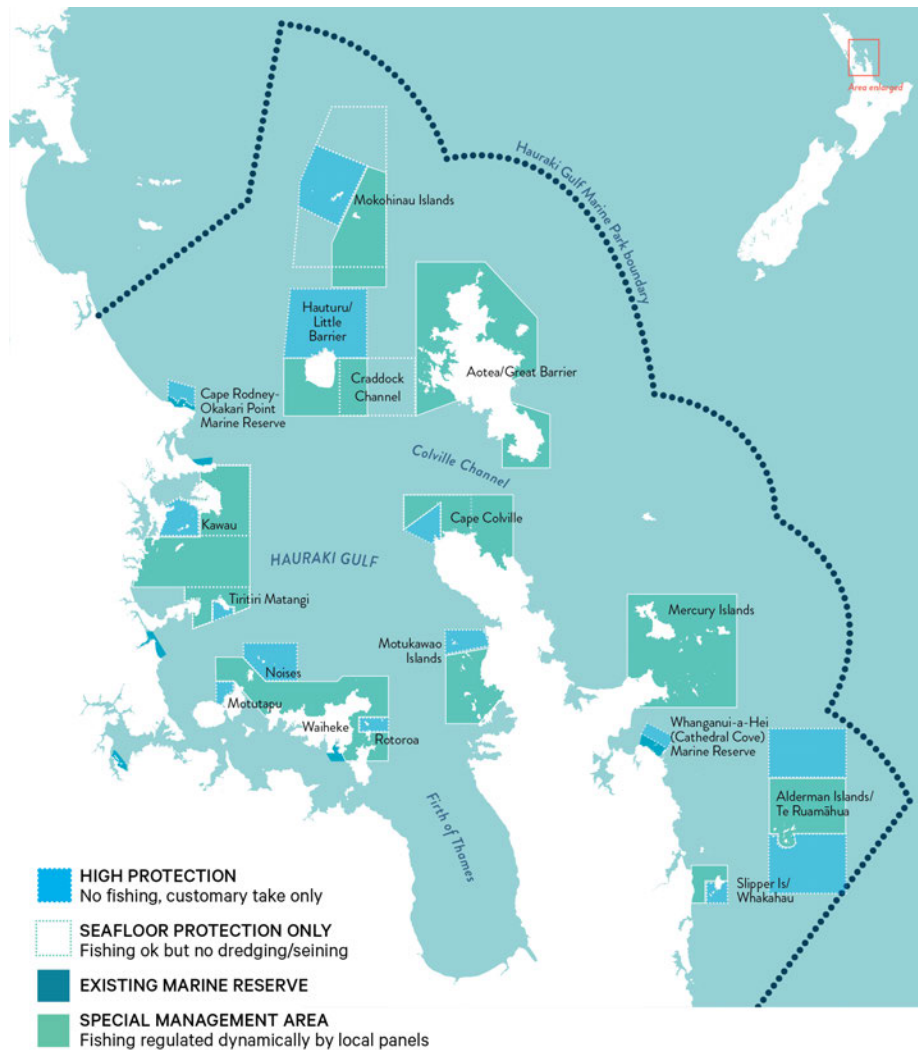 Area enlarged
Hauraki Gulf Marine Park boundary
Mokohinau Islands
Hauturu/
Little
Barrier
Craddock
Channel
Aotea/Great Barrier
Cape Rodney-
Okakari Point
Marine Reserve
Colville Channel
Cape Colville
Kawau
HAURAKI GULF
Tiritiri Matangi
Mercury Islands
Motukawao
Islands
Noises
Motutapu
Waiheke
Rotoroa
Whanganui-a-Hei
(Cathedral Cove)
Marine Reserve
Alderman Islands/
Te Ruamāhua
Firth of Thames
Slipper Is/
Whakahau
HIGH PROTECTION
No fishing, customary take only
SEAFLOOR PROTECTION ONLY
Fishing ok but no dredging/seining
EXISTING MARINE RESERVE
SPECIAL MANAGEMENT AREA
Fishing regulated dynamically by local panels